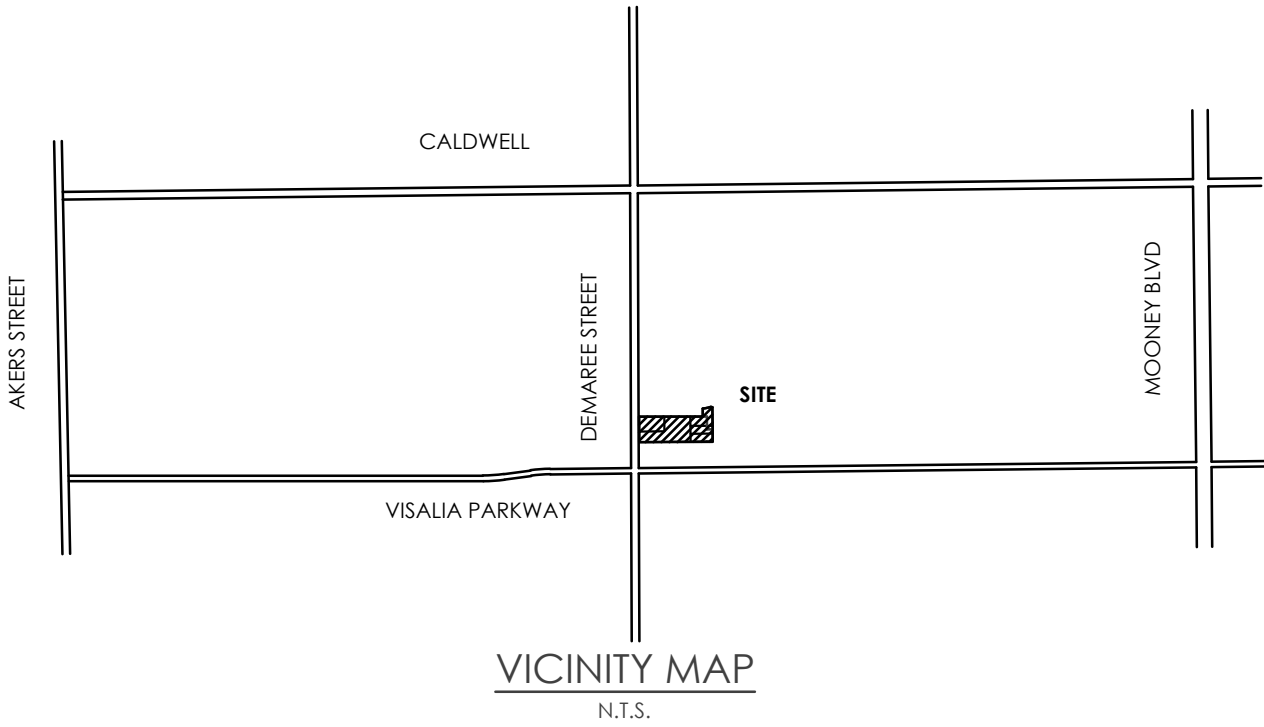 CALDWELL
AKERS STREET
DEMAREE STREET
MOONEY BLVD
SITE
VISALIA PARKWAY
VICINITY MAP
N.T.S.